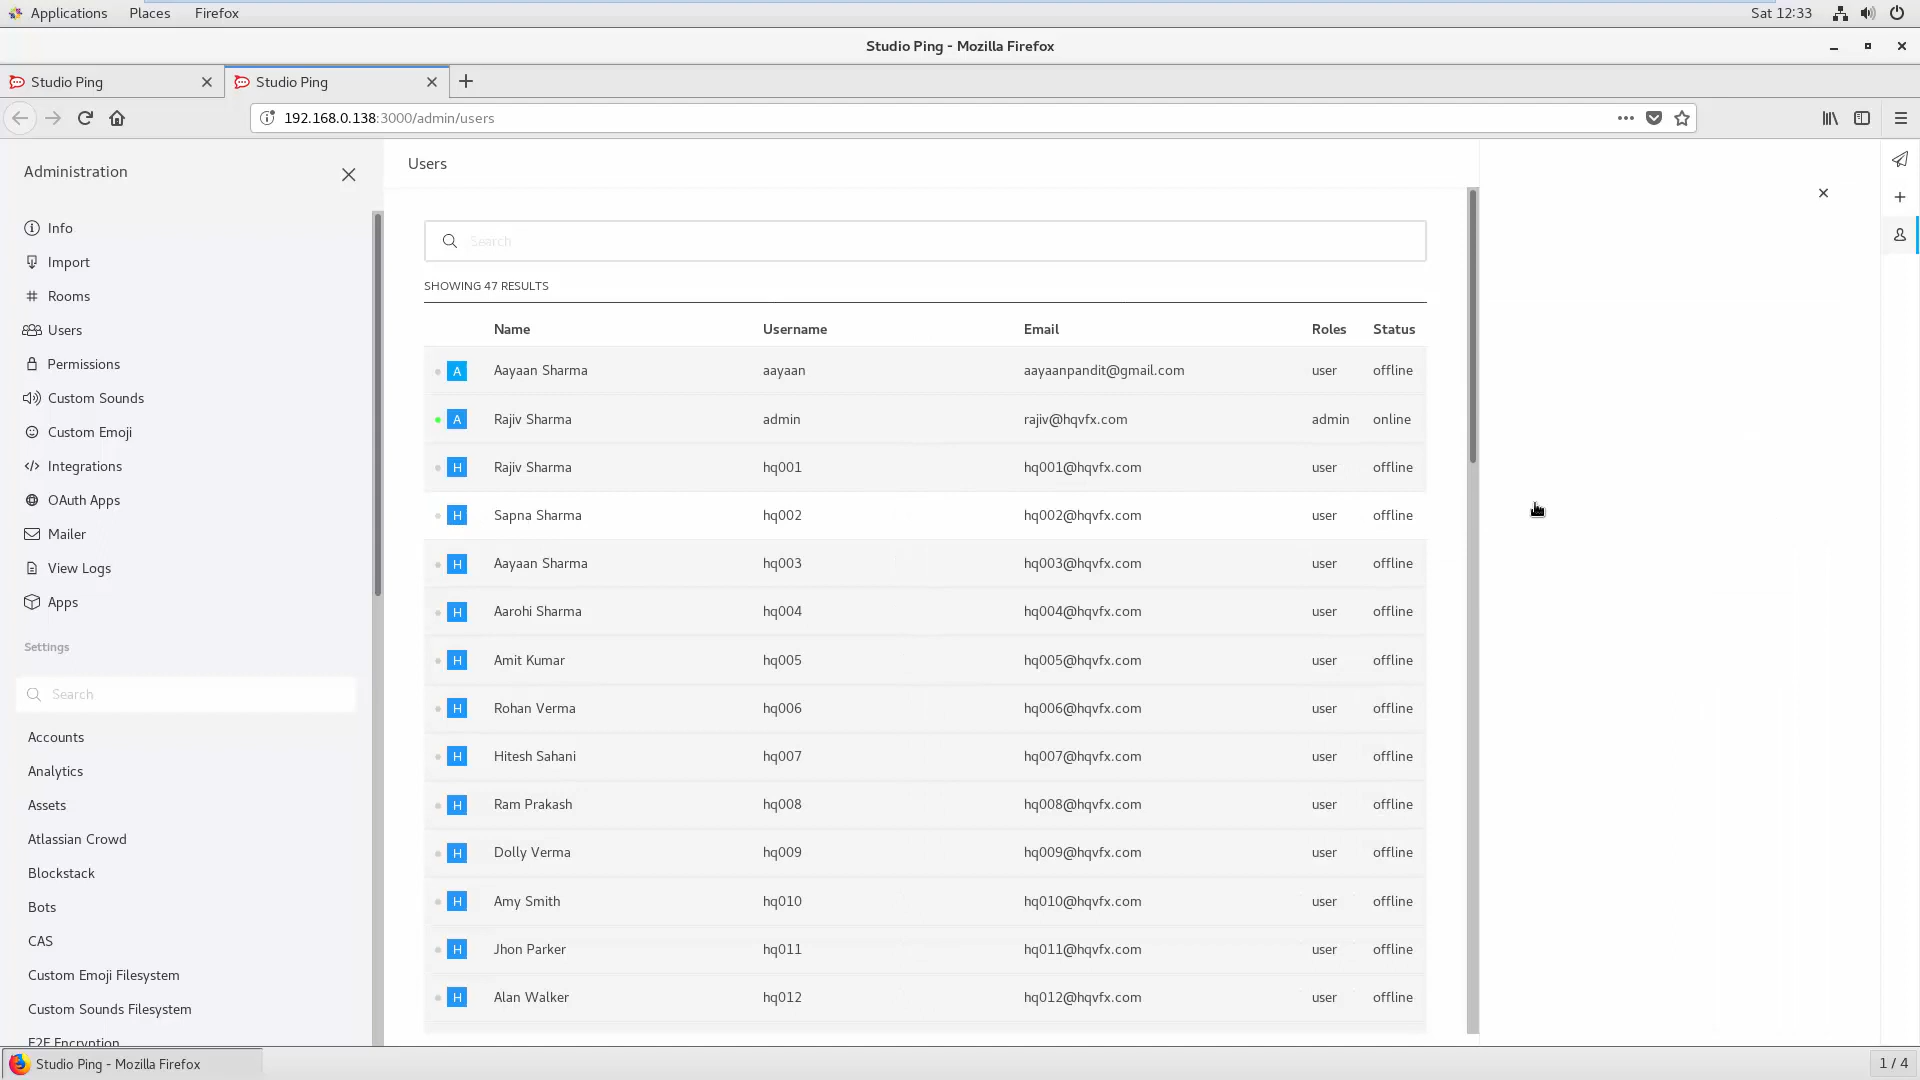 Applications Places Firefox Sat 12:33
Studio Ping - Mozilla Firefox
Studio Ping Studio Ping
192.168.0.138:3000/admin/users
Administration
Info
Import
Rooms
Users
Permissions
Custom Sounds
Custom Emoji
Integrations
OAuth Apps
Mailer
View Logs
Apps
Settings
Search
Accounts
Analytics
Assets
Atlassian Crowd
Blockstack
Bots
CAS
Custom Emoji Filesystem
Custom Sounds Filesystem
E2E Encryption
Users
Search
SHOWING 47 RESULTS
Name Username Email Roles Status
A Aayaan Sharma aayaan aayaanpandit@gmail.com user offline
A Rajiv Sharma admin rajiv@hqvfx.com admin online
H Rajiv Sharma hq001 hq001@hqvfx.com user offline
H Sapna Sharma hq002 hq002@hqvfx.com user offline
H Aayaan Sharma hq003 hq003@hqvfx.com user offline
H Aarohi Sharma hq004 hq004@hqvfx.com user offline
H Amit Kumar hq005 hq005@hqvfx.com user offline
H Rohan Verma hq006 hq006@hqvfx.com user offline
H Hitesh Sahani hq007 hq007@hqvfx.com user offline
H Ram Prakash hq008 hq008@hqvfx.com user offline
H Dolly Verma hq009 hq009@hqvfx.com user offline
H Amy Smith hq010 hq010@hqvfx.com user offline
H Jhon Parker hq011 hq011@hqvfx.com user offline
H Alan Walker hq012 hq012@hqvfx.com user offline
Studio Ping - Mozilla Firefox 1 / 4